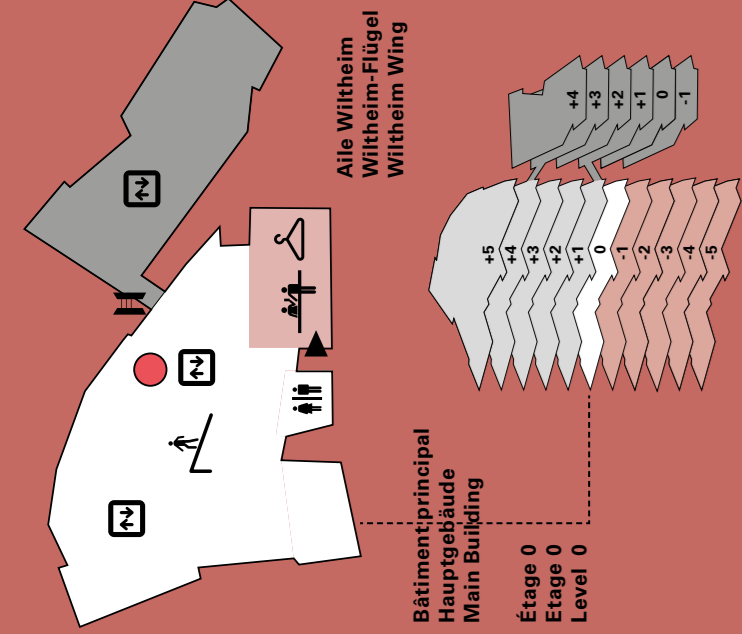 Aile Wiltheim
Wiltheim-Flügel
Wiltheim Wing
+4
+3
+2
+1
0
-1
+5
+4
+3
+2
+1
0
-1
-2
-3
-4
-5
Bâtiment principal
Hauptgebäude
Main Building
Étage 0
Etage 0
Level 0